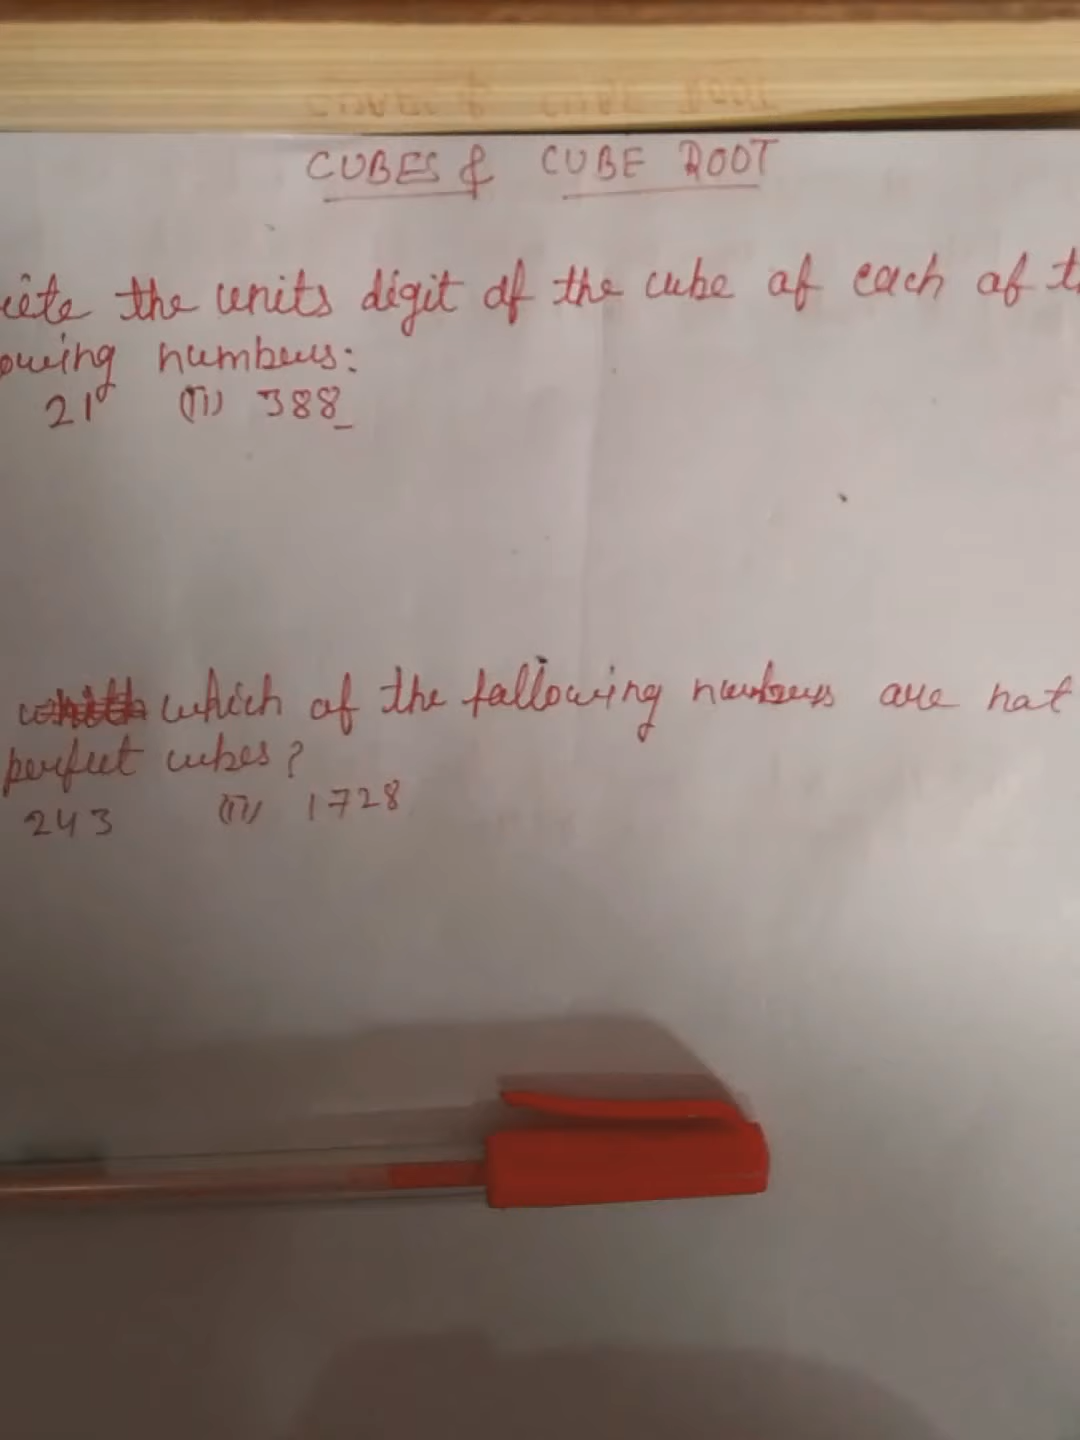 CUBES & CUBE ROOT
the units digit of the cube of each of
numbers:
21 (ii) 388
which of the following numbers are not
perfect cubes?
243 (ii) 1728